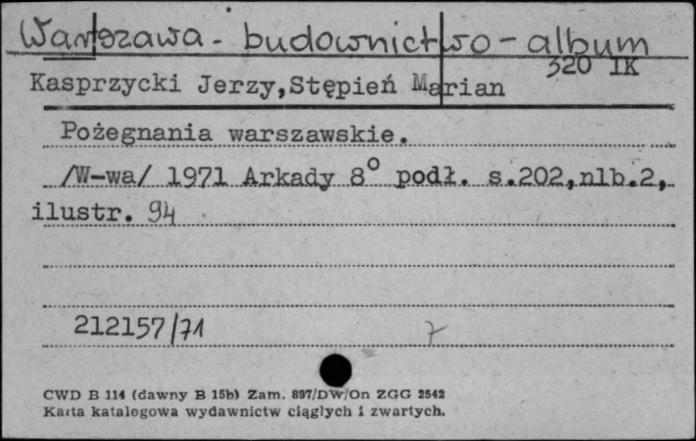 Warszawa - budownictwo - album
320 IK
Kasprzycki Jerzy,Stępień Marian
Pożegnania warszawskie.
/W-wa/ 1971 Arkady 8° podł. s.202,nlb.2,
ilustr. 94
212157/71
CWD B 114 (dawny B 15b) Zam. 897/DW/On ZGG 2542
Karta katalogowa wydawnictw ciągłych i zwartych.